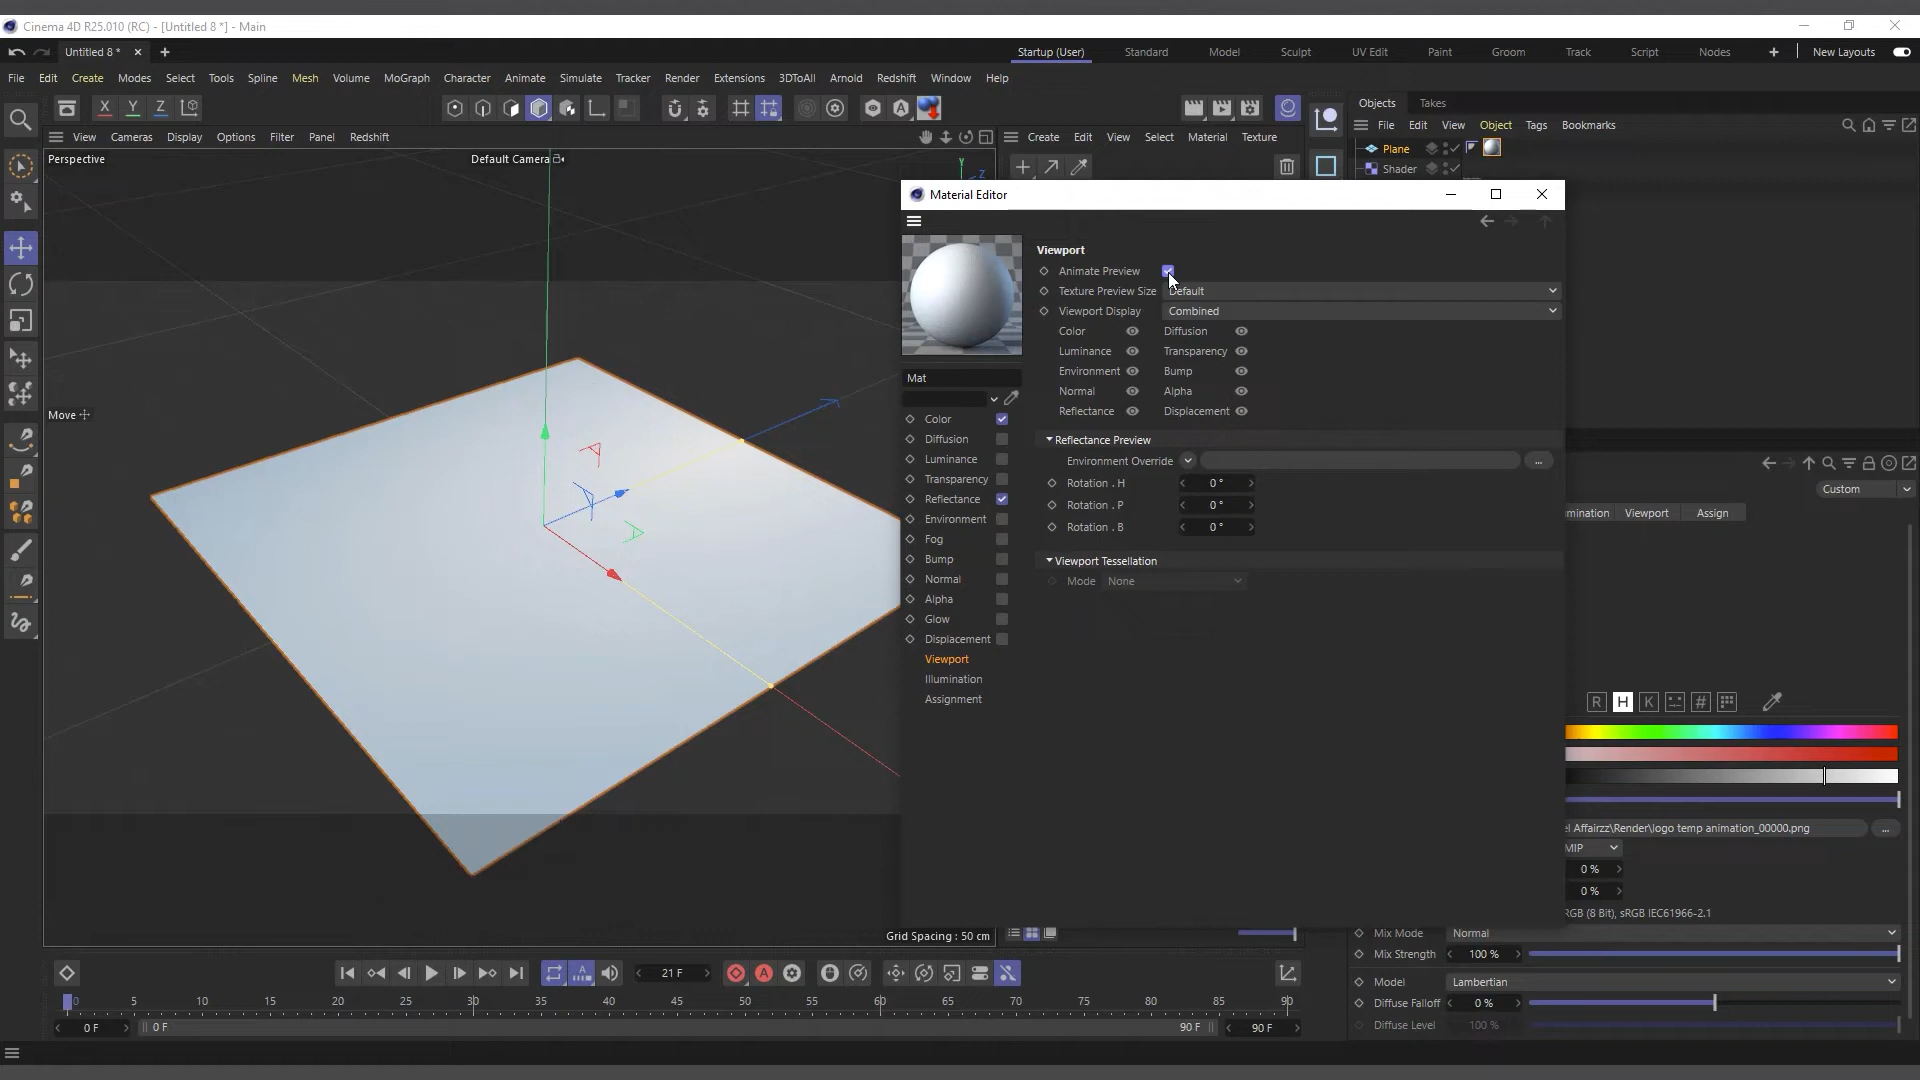 Cinema 4D R25.010 (RC) - [Untitled 8 *] - Main
Untitled 8 *
Startup (User) Standard Model Sculpt UV Edit Paint Groom Track Script Nodes New Layouts
File Edit Create Modes Select Tools Spline Mesh Volume MoGraph Character Animate Simulate Tracker Render Extensions 3DToAll Arnold Redshift Window Help
X Y Z
Objects Takes
View Cameras Display Options Filter Panel Redshift
Create Edit View Select Material Texture
File Edit View Object Tags Bookmarks
Perspective
Default Camera
Y
Z
Plane
Shader
Material Editor
Viewport
Animate Preview
Texture Preview Size Default
Viewport Display Combined
Color Diffusion
Luminance Transparency
Environment Bump
Normal Alpha
Reflectance Displacement
Mat
Color
Diffusion
Luminance
Transparency
Reflectance
Environment
Fog
Bump
Normal
Alpha
Glow
Displacement
Viewport
Illumination
Assignment
Reflectance Preview
Environment Override ...
Rotation . H 0 °
Rotation . P 0 °
Rotation . B 0 °
Viewport Tessellation
Mode None
Move
Custom
mination Viewport Assign
R H K #
el Affairzz\Render\logo temp animation_00000.png ...
MIP
0 %
0 %
RGB (8 Bit), sRGB IEC61966-2.1
Mix Mode Normal
Mix Strength 100 %
Model Lambertian
Diffuse Falloff 0 %
Diffuse Level 100 %
Grid Spacing : 50 cm
A 21 F A
0 5 10 15 20 25 30 35 40 45 50 55 60 65 70 75 80 85 90
0 F 0 F 90 F 90 F